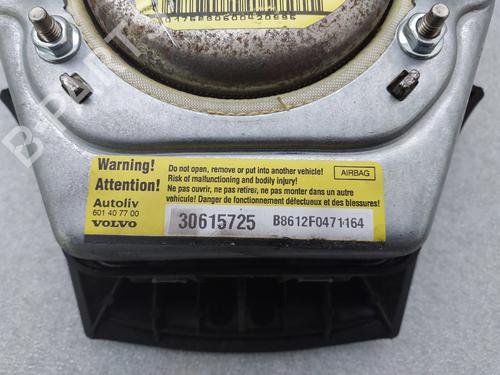 0476890600420886
Warning!
Attention!
Autoliv
601 40 77 00
VOLVO
Do not open, remove or put into another vehicle!
Risk of malfunctioning and bodily injury!
Ne pas ouvrir, ne pas retirer, ne pas monter dans un autre
vehicule! Danger de fonctionnement défectueux et des blessures!
AIRBAG
30615725
B8612F0471164